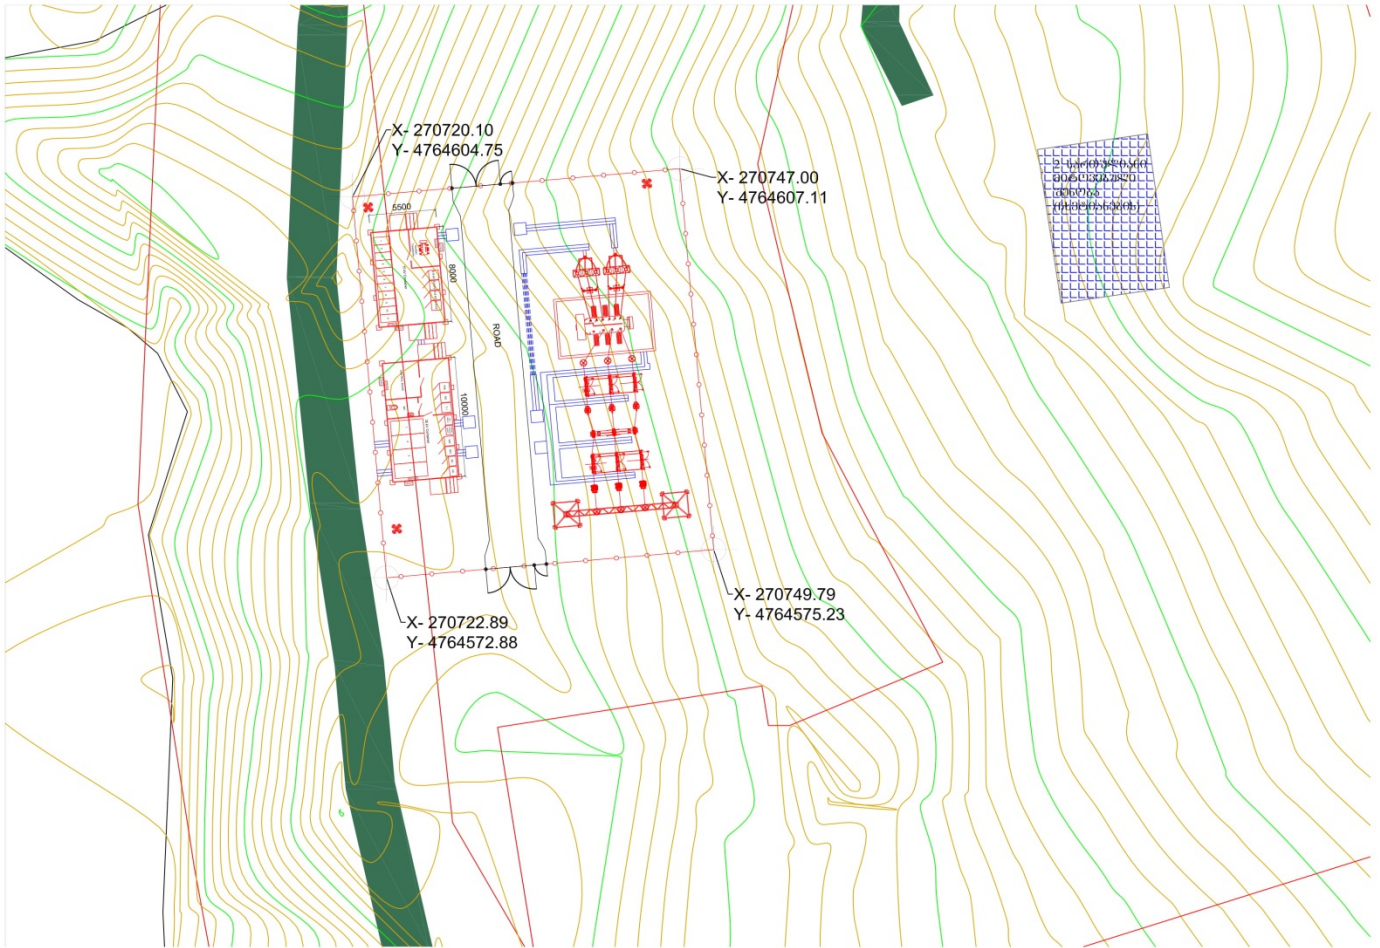 X- 270720.10
Y- 4764604.75
X- 270747.00
Y- 4764607.11
5500
8000
ROAD
10000
X- 270749.79
Y- 4764575.23
X- 270722.89
Y- 4764572.88